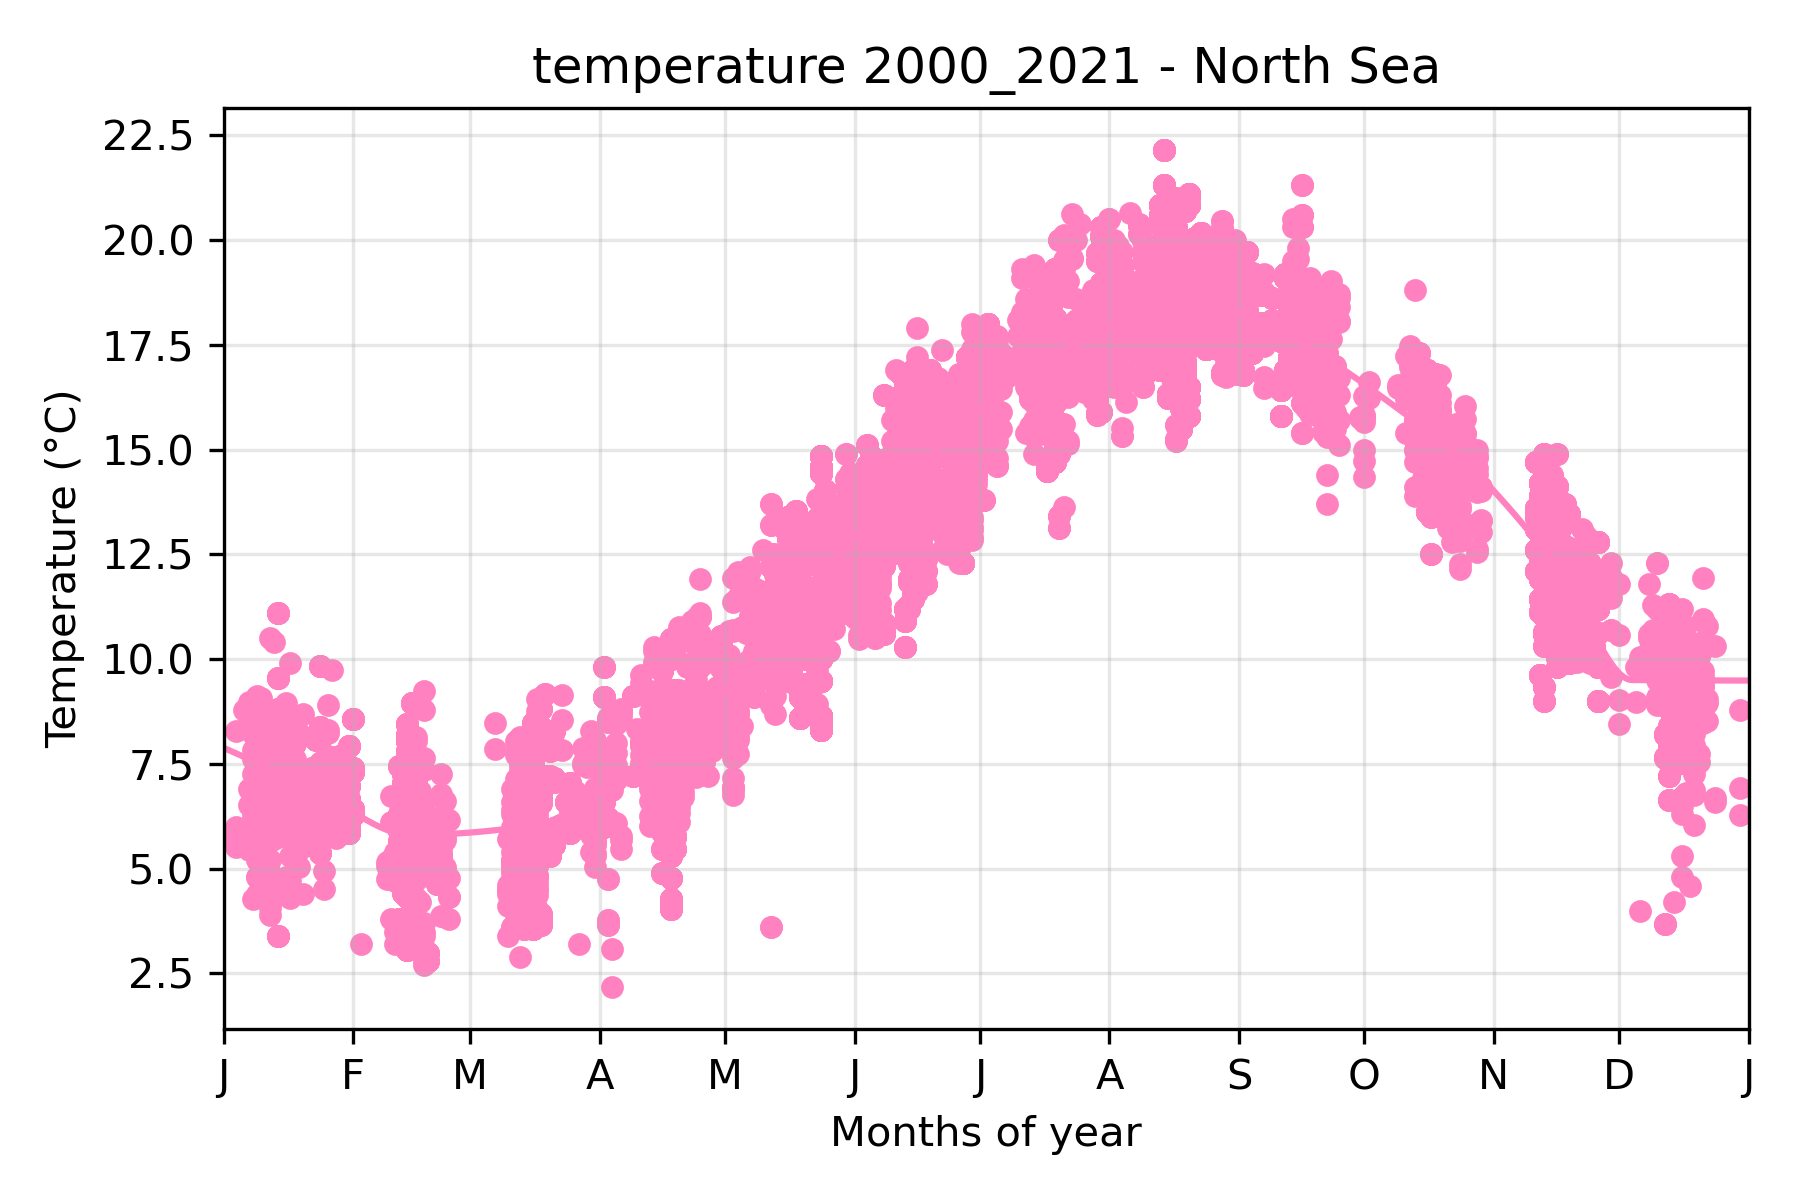 temperature 2000_2021 - North Sea
Temperature (°C)
22.5
20.0
17.5
15.0
12.5
10.0
7.5
5.0
2.5
J F M A M J J A S O N D J
Months of year